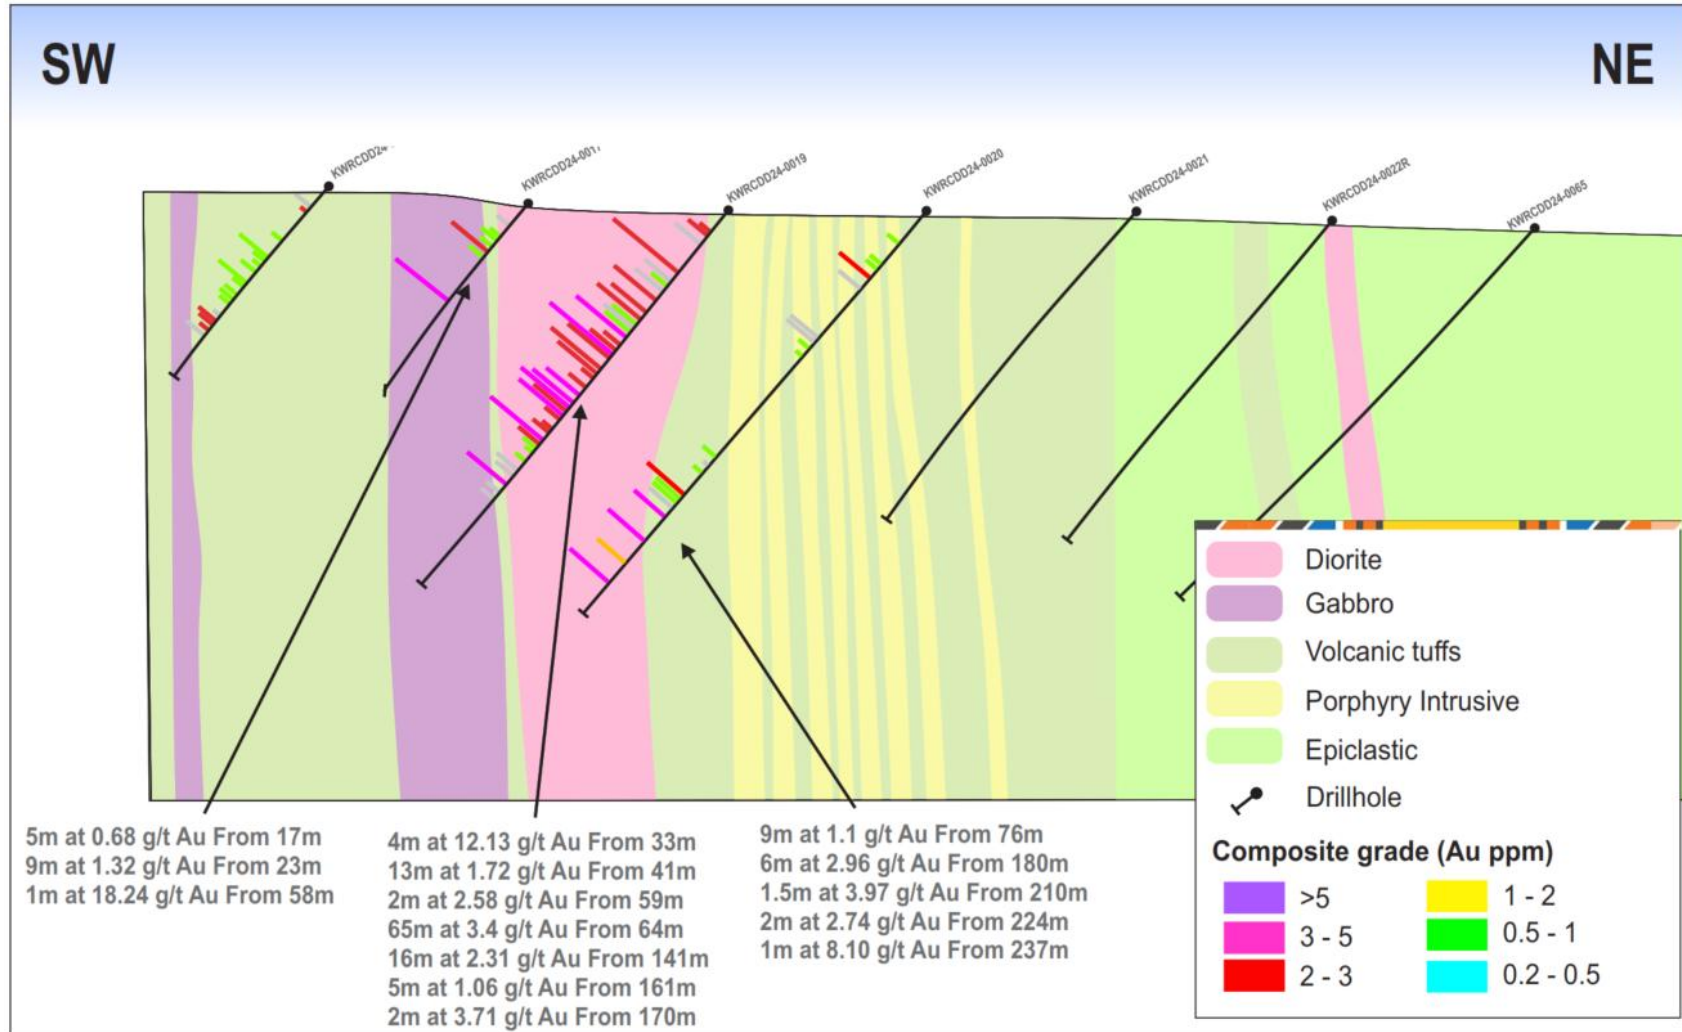 SW
NE
KWRCDD24-
KWRCDD24-0017
KWRCDD24-0019
KWRCDD24-0020
KWRCDD24-0021
KWRCDD24-0022R
KWRCDD24-0065
5m at 0.68 g/t Au From 17m
9m at 1.32 g/t Au From 23m
1m at 18.24 g/t Au From 58m
4m at 12.13 g/t Au From 33m
13m at 1.72 g/t Au From 41m
2m at 2.58 g/t Au From 59m
65m at 3.4 g/t Au From 64m
16m at 2.31 g/t Au From 141m
5m at 1.06 g/t Au From 161m
2m at 3.71 g/t Au From 170m
9m at 1.1 g/t Au From 76m
6m at 2.96 g/t Au From 180m
1.5m at 3.97 g/t Au From 210m
2m at 2.74 g/t Au From 224m
1m at 8.10 g/t Au From 237m
Diorite
Gabbro
Volcanic tuffs
Porphyry Intrusive
Epiclastic
Drillhole
Composite grade (Au ppm)
>5
3 - 5
2 - 3
1 - 2
0.5 - 1
0.2 - 0.5